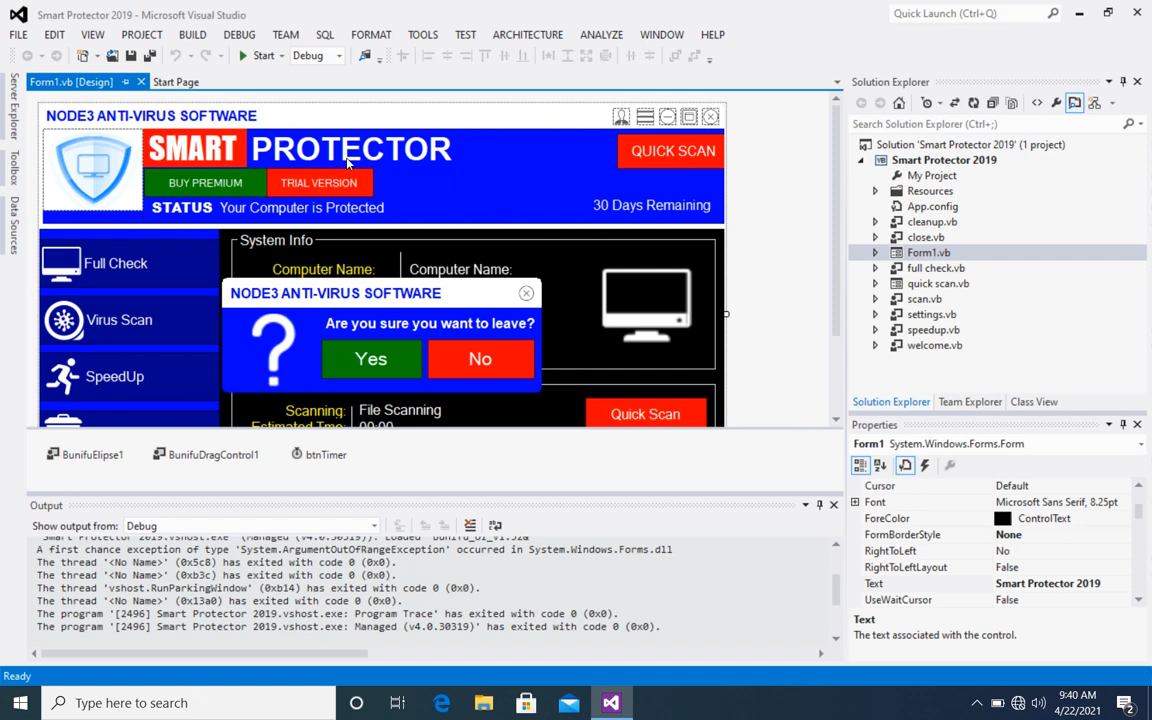 Smart Protector 2019 - Microsoft Visual Studio
Quick Launch (Ctrl+Q)
FILE EDIT VIEW PROJECT BUILD DEBUG TEAM SQL FORMAT TOOLS TEST ARCHITECTURE ANALYZE WINDOW HELP
Start Debug
Server Explorer
Toolbox
Data Sources
Form1.vb [Design]
Start Page
NODE3 ANTI-VIRUS SOFTWARE
SMART PROTECTOR
QUICK SCAN
BUY PREMIUM
TRIAL VERSION
STATUS Your Computer is Protected
30 Days Remaining
Full Check
Virus Scan
SpeedUp
System Info
Computer Name: Computer Name:
NODE3 ANTI-VIRUS SOFTWARE
Are you sure you want to leave?
?
Yes
No
Scanning: File Scanning
Estimated Tme: 00:00
Quick Scan
BunifuElipse1
BunifuDragControl1
btnTimer
Output
Show output from: Debug
A first chance exception of type 'System.ArgumentOutOfRangeException' occurred in System.Windows.Forms.dll
The thread '<No Name>' (0x5c8) has exited with code 0 (0x0).
The thread '<No Name>' (0xb3c) has exited with code 0 (0x0).
The thread 'vshost.RunParkingWindow' (0xb14) has exited with code 0 (0x0).
The thread '<No Name>' (0x13a0) has exited with code 0 (0x0).
The program '[2496] Smart Protector 2019.vshost.exe: Program Trace' has exited with code 0 (0x0).
The program '[2496] Smart Protector 2019.vshost.exe: Managed (v4.0.30319)' has exited with code 0 (0x0).
Solution Explorer
Search Solution Explorer (Ctrl+;)
Solution 'Smart Protector 2019' (1 project)
Smart Protector 2019
My Project
Resources
App.config
cleanup.vb
close.vb
Form1.vb
full check.vb
quick scan.vb
scan.vb
settings.vb
speedup.vb
welcome.vb
Solution Explorer
Team Explorer
Class View
Properties
Form1 System.Windows.Forms.Form
Cursor Default
Font Microsoft Sans Serif, 8.25pt
ForeColor ControlText
FormBorderStyle None
RightToLeft No
RightToLeftLayout False
Text Smart Protector 2019
UseWaitCursor False
Text
The text associated with the control.
Ready
Type here to search
9:40 AM
4/22/2021
2